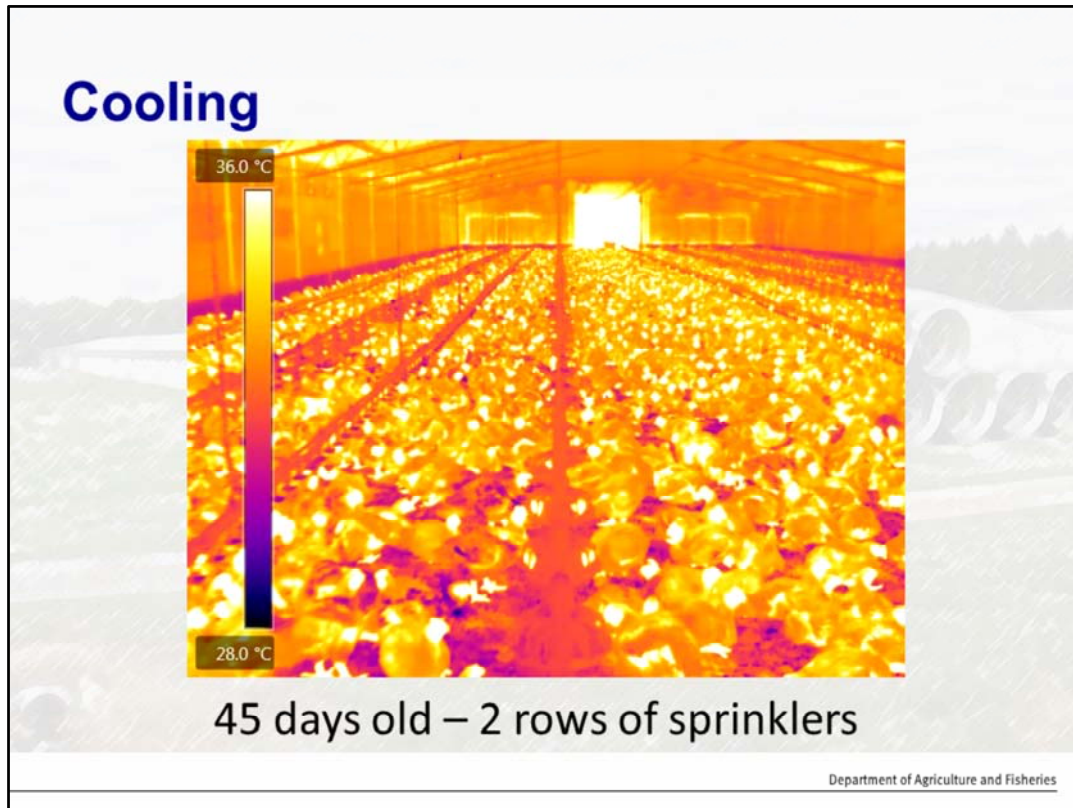 Cooling
36.0 °C
28.0 °C
45 days old – 2 rows of sprinklers
Department of Agriculture and Fisheries